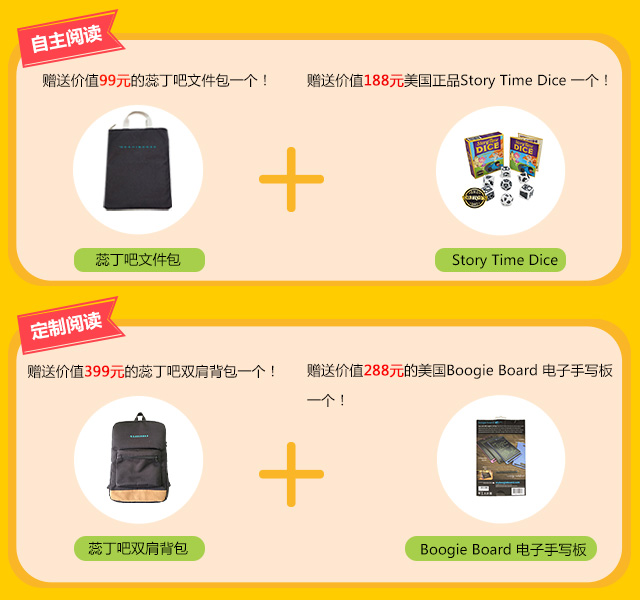 自主阅读
赠送价值99元的蕊丁吧文件包一个！
赠送价值188元美国正品Story Time Dice 一个！
Story Time
DICE
蕊丁吧文件包
Story Time Dice
定制阅读
赠送价值399元的蕊丁吧双肩背包一个！
赠送价值288元的美国Boogie Board 电子手写板
一个！
蕊丁吧双肩背包
Boogie Board 电子手写板